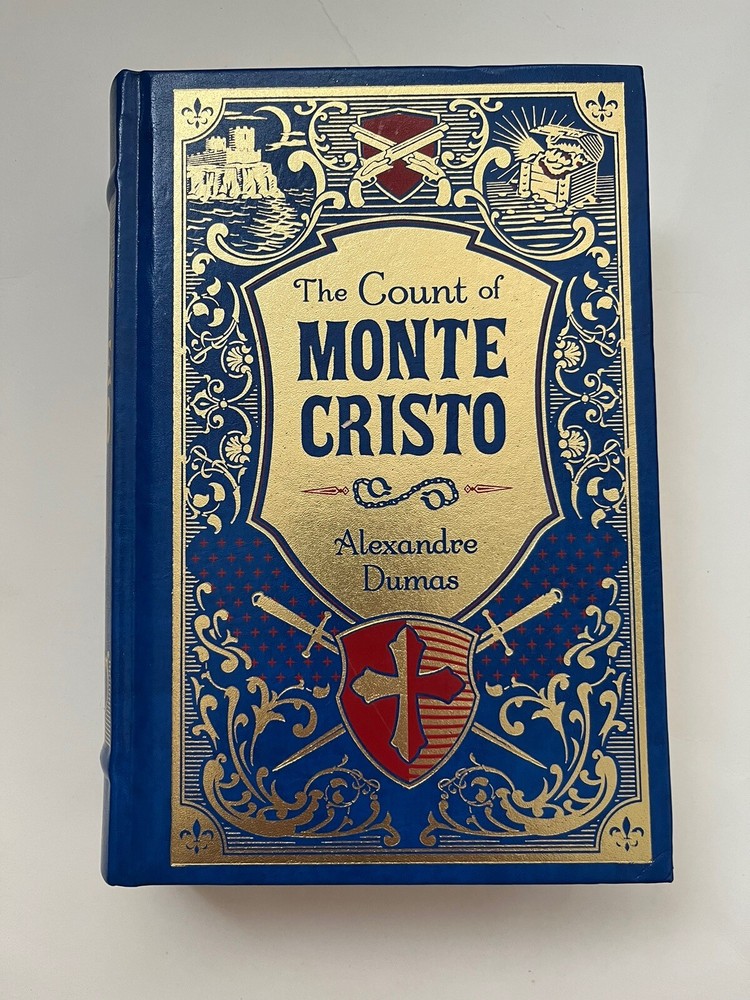 The Count of
MONTE
CRISTO
Alexandre
Dumas